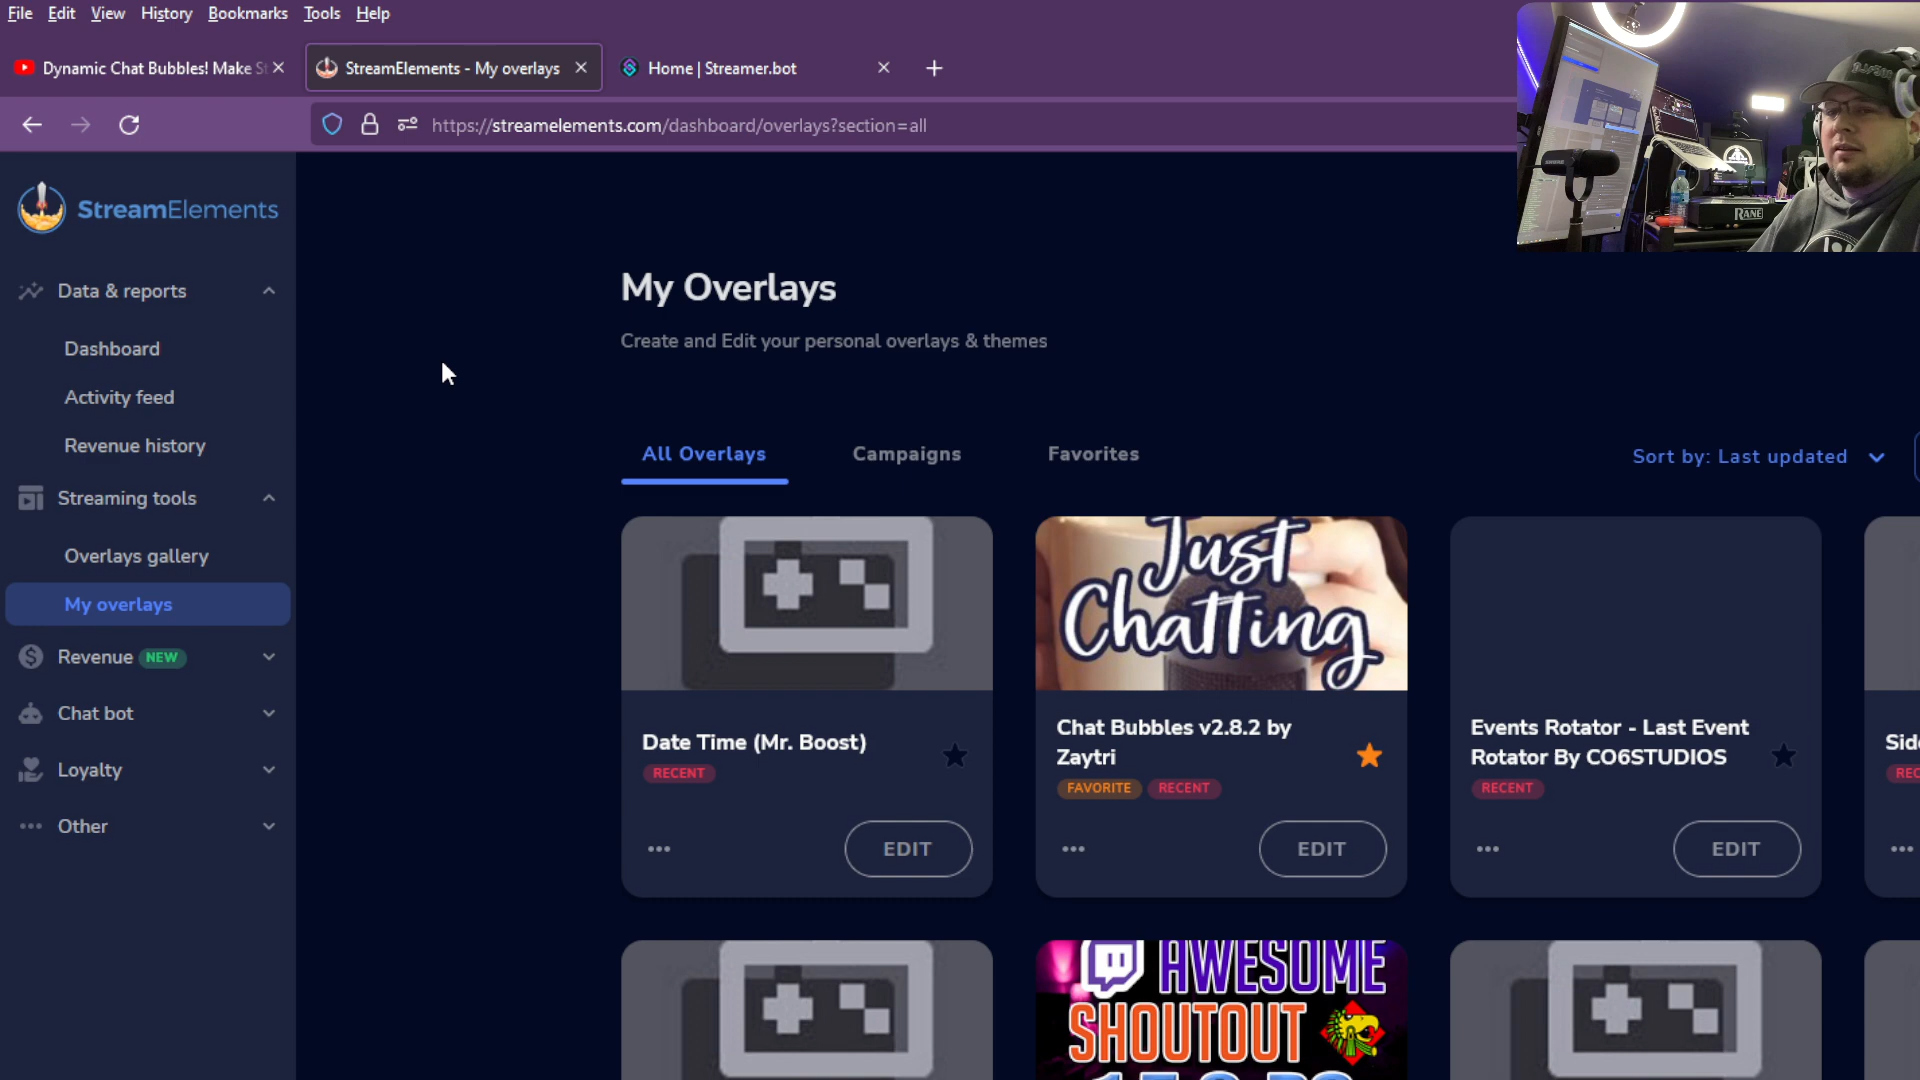 File Edit View History Bookmarks Tools Help
Dynamic Chat Bubbles! Make St
StreamElements - My overlays
Home | Streamer.bot
https://streamelements.com/dashboard/overlays?section=all
RANE
StreamElements
Data & reports
Dashboard
Activity feed
Revenue history
Streaming tools
Overlays gallery
My overlays
Revenue NEW
Chat bot
Loyalty
Other
My Overlays
Create and Edit your personal overlays & themes
All Overlays Campaigns Favorites
Sort by: Last updated
Just
Chatting
Date Time (Mr. Boost)
RECENT
EDIT
Chat Bubbles v2.8.2 by
Zaytri
FAVORITE RECENT
EDIT
Events Rotator - Last Event
Rotator By CO6STUDIOS
RECENT
EDIT
Sid
REC
AWESOME
SHOUTOUT